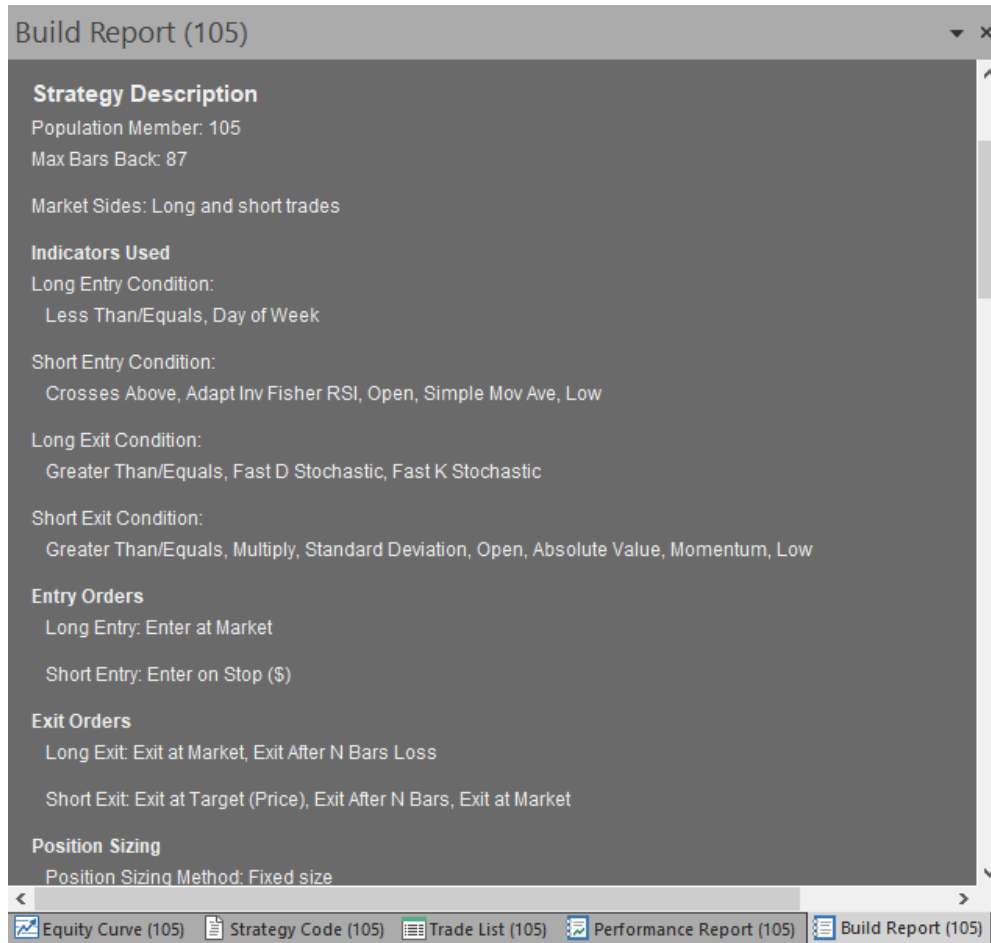 Build Report (105)
Strategy Description
Population Member: 105
Max Bars Back: 87
Market Sides: Long and short trades
Indicators Used
Long Entry Condition:
Less Than/Equals, Day of Week
Short Entry Condition:
Crosses Above, Adapt Inv Fisher RSI, Open, Simple Mov Ave, Low
Long Exit Condition:
Greater Than/Equals, Fast D Stochastic, Fast K Stochastic
Short Exit Condition:
Greater Than/Equals, Multiply, Standard Deviation, Open, Absolute Value, Momentum, Low
Entry Orders
Long Entry: Enter at Market
Short Entry: Enter on Stop ($)
Exit Orders
Long Exit: Exit at Market, Exit After N Bars Loss
Short Exit: Exit at Target (Price), Exit After N Bars, Exit at Market
Position Sizing
Position Sizing Method: Fixed size
Equity Curve (105) Strategy Code (105) Trade List (105) Performance Report (105) Build Report (105)